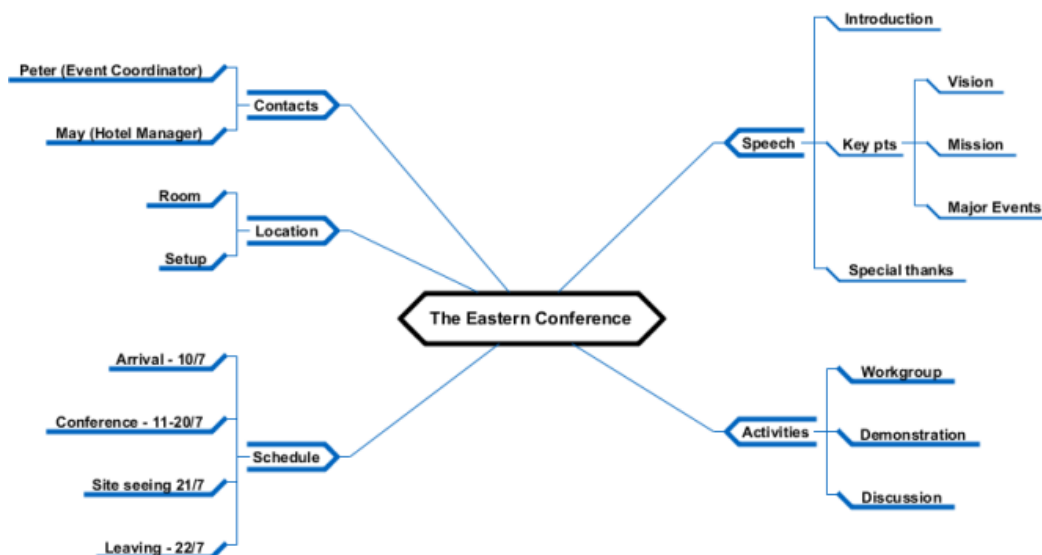 The Eastern Conference
Contacts
Peter (Event Coordinator)
May (Hotel Manager)
Location
Room
Setup
Schedule
Arrival - 10/7
Conference - 11-20/7
Site seeing 21/7
Leaving - 22/7
Speech
Introduction
Key pts
Vision
Mission
Major Events
Special thanks
Activities
Workgroup
Demonstration
Discussion